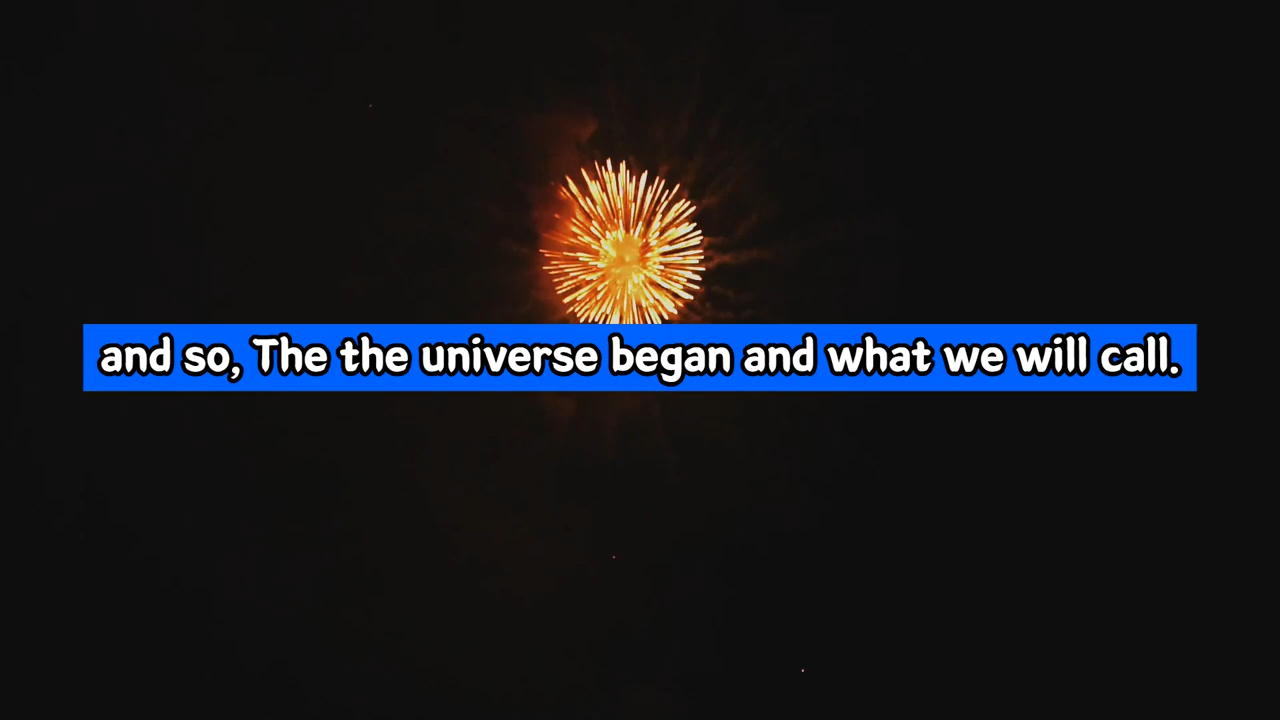 and so, The the universe began and what we will call.